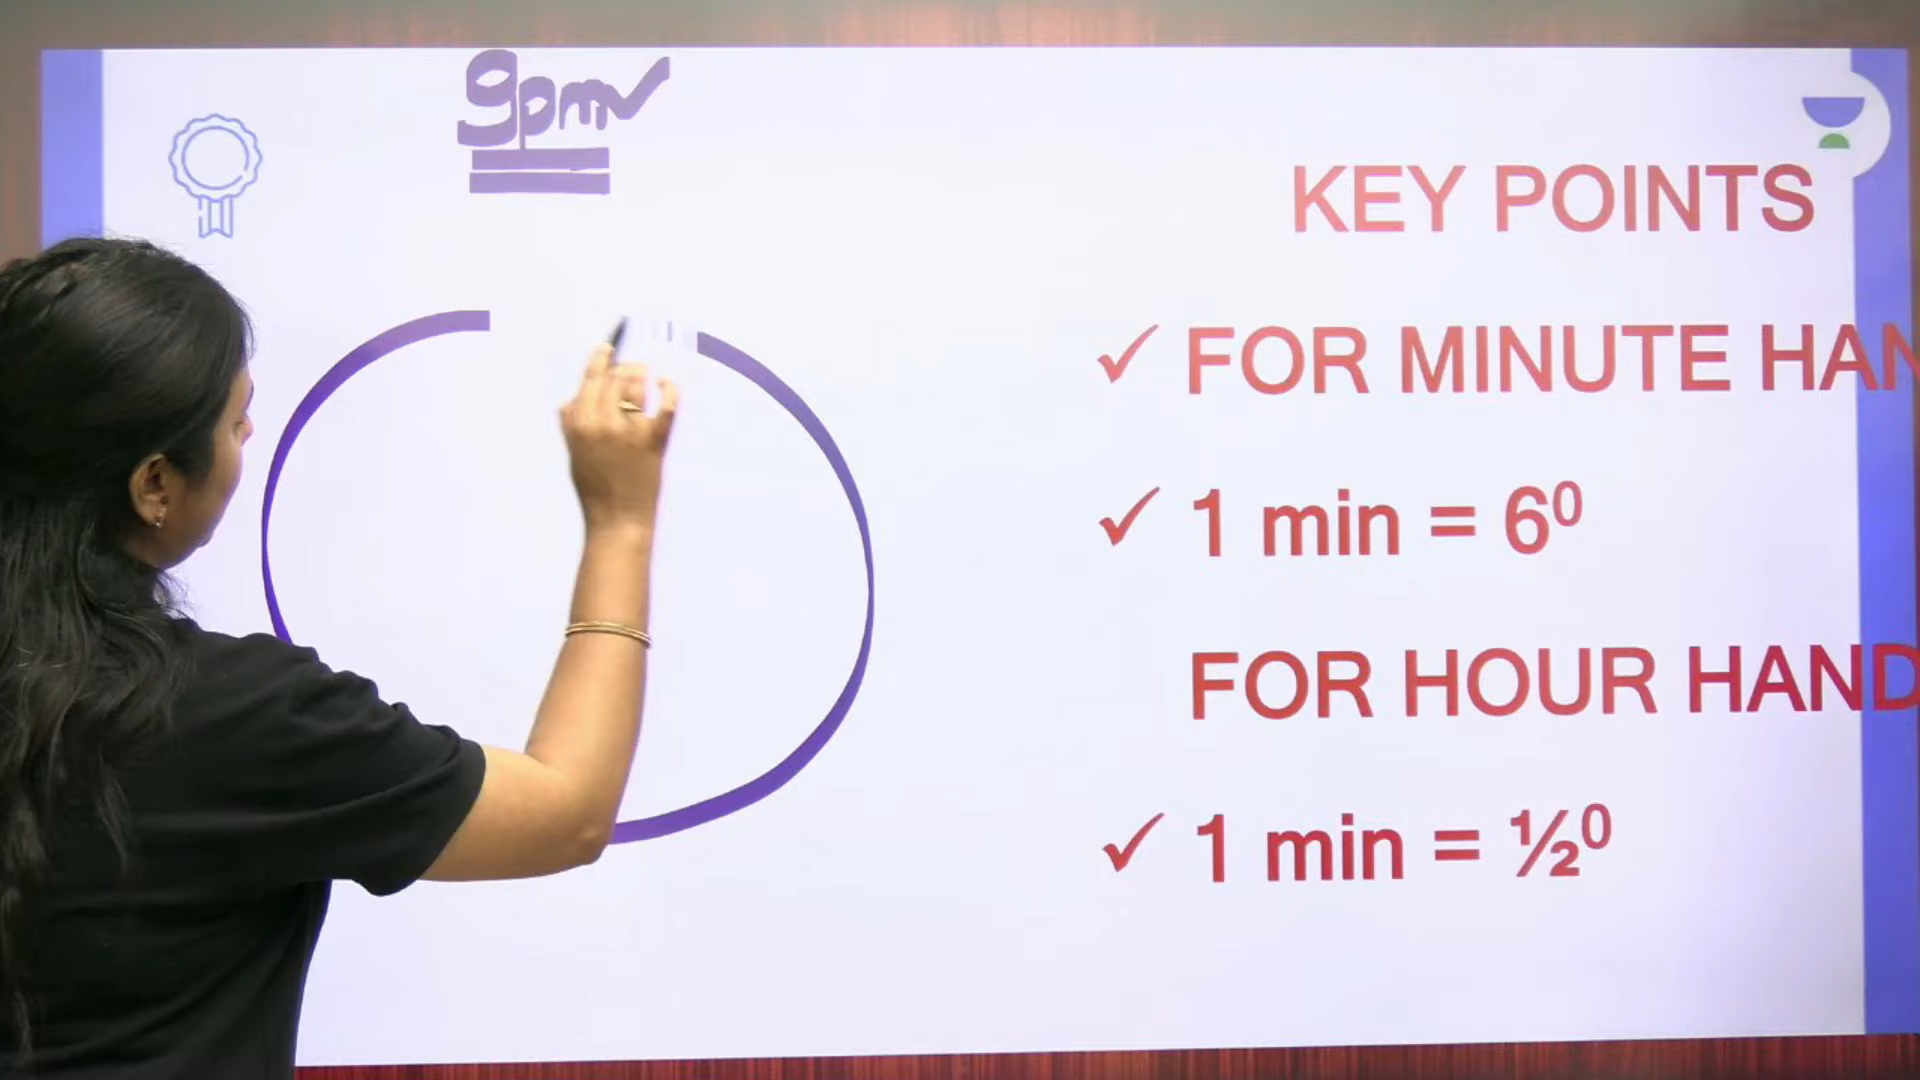 9pm
KEY POINTS
✓ FOR MINUTE HAN
✓ 1 min = 6⁰
FOR HOUR HAND
✓ 1 min = ½⁰